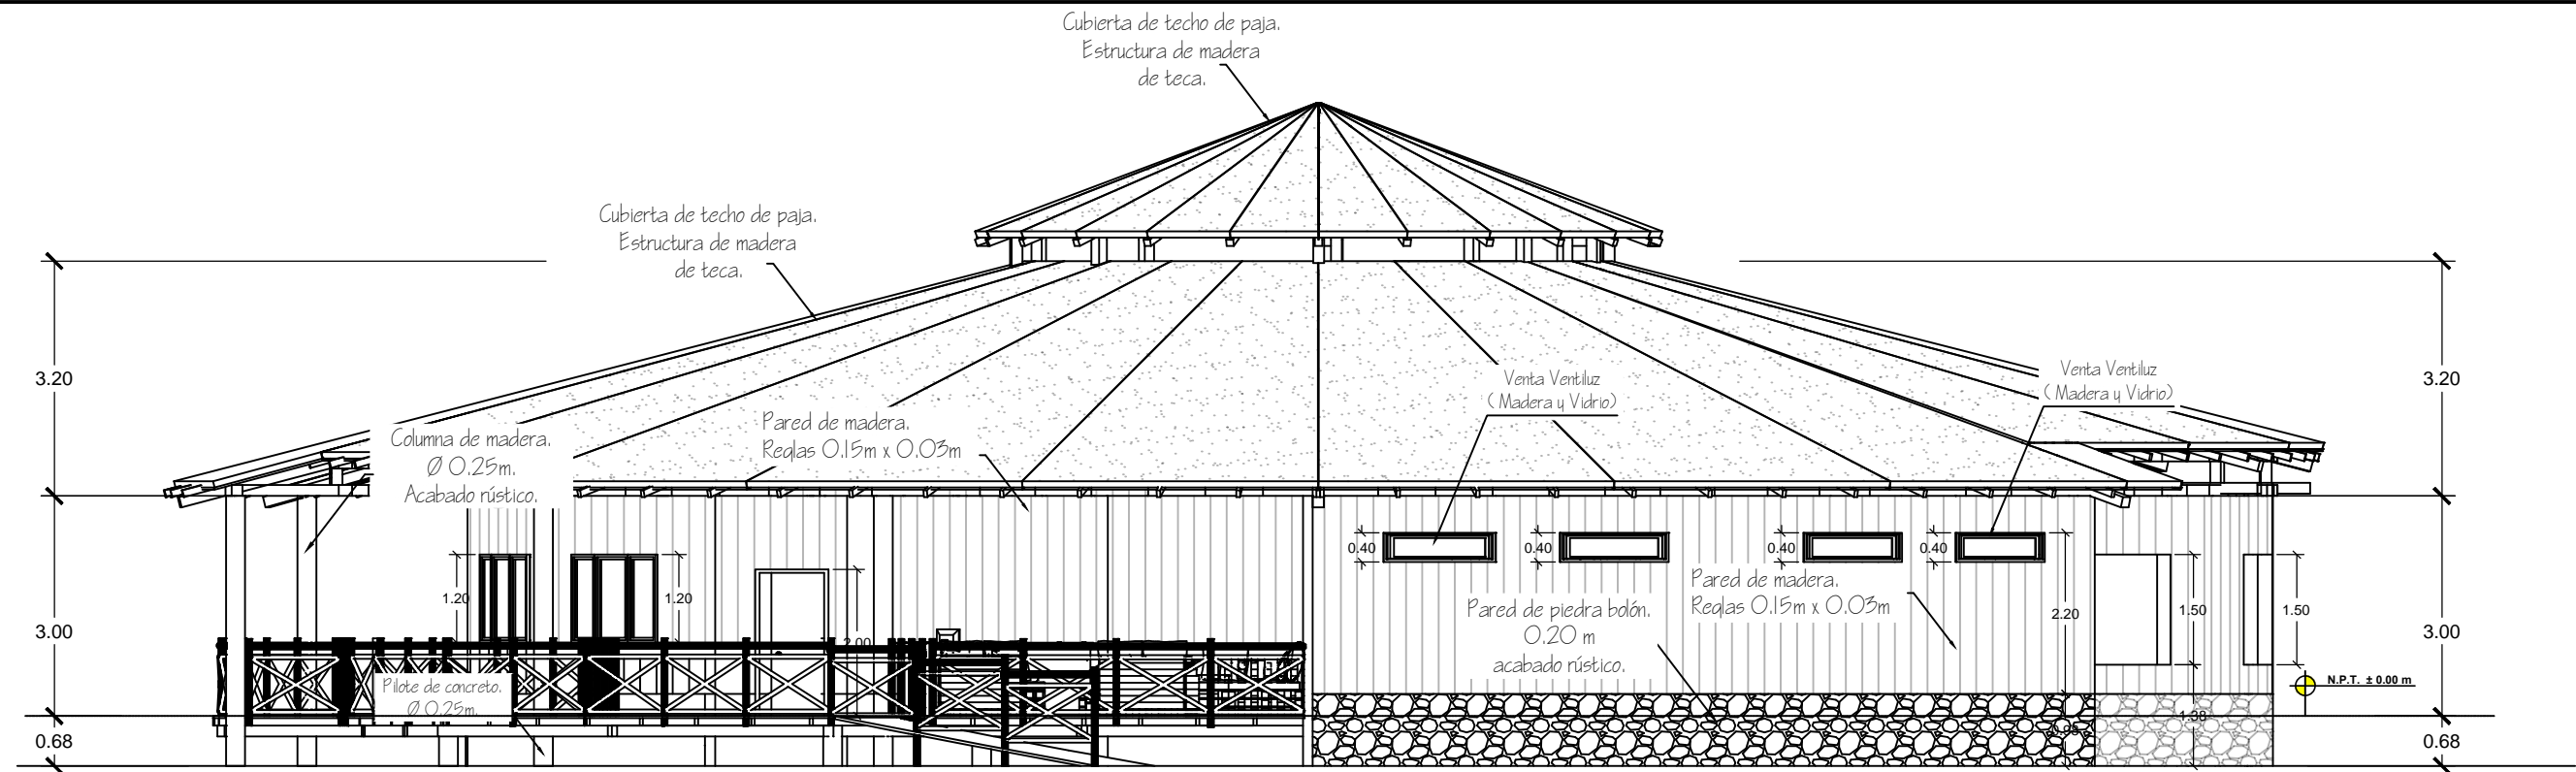 Cubierta de techo de paja.
Estructura de madera
de teca.
Cubierta de techo de paja.
Estructura de madera
de teca.
3.20
3.20
Venta Ventiluz
( Madera y Vidrio)
Venta Ventiluz
( Madera y Vidrio)
Columna de madera.
Ø 0.25m.
Acabado rústico.
Pared de madera.
Reglas 0.15m x 0.03m
0.40
0.40
0.40
0.40
1.20
1.20
2.00
Pared de madera.
Reglas 0.15m x 0.03m
Pared de piedra bolón.
0.20 m
acabado rústico.
2.20
1.50
1.50
3.00
3.00
N.P.T. ± 0.00 m
Pilote de concreto.
Ø 0.25m.
1.38
0.68
0.68